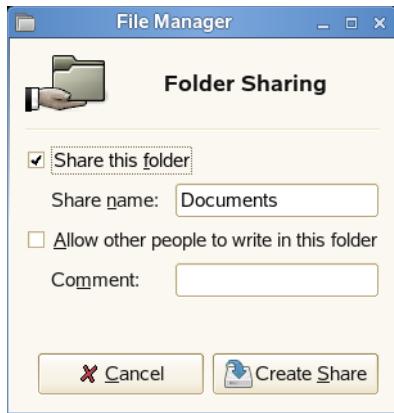 File Manager
Folder Sharing
Share this folder
Share name: Documents
Allow other people to write in this folder
Comment:
Cancel Create Share